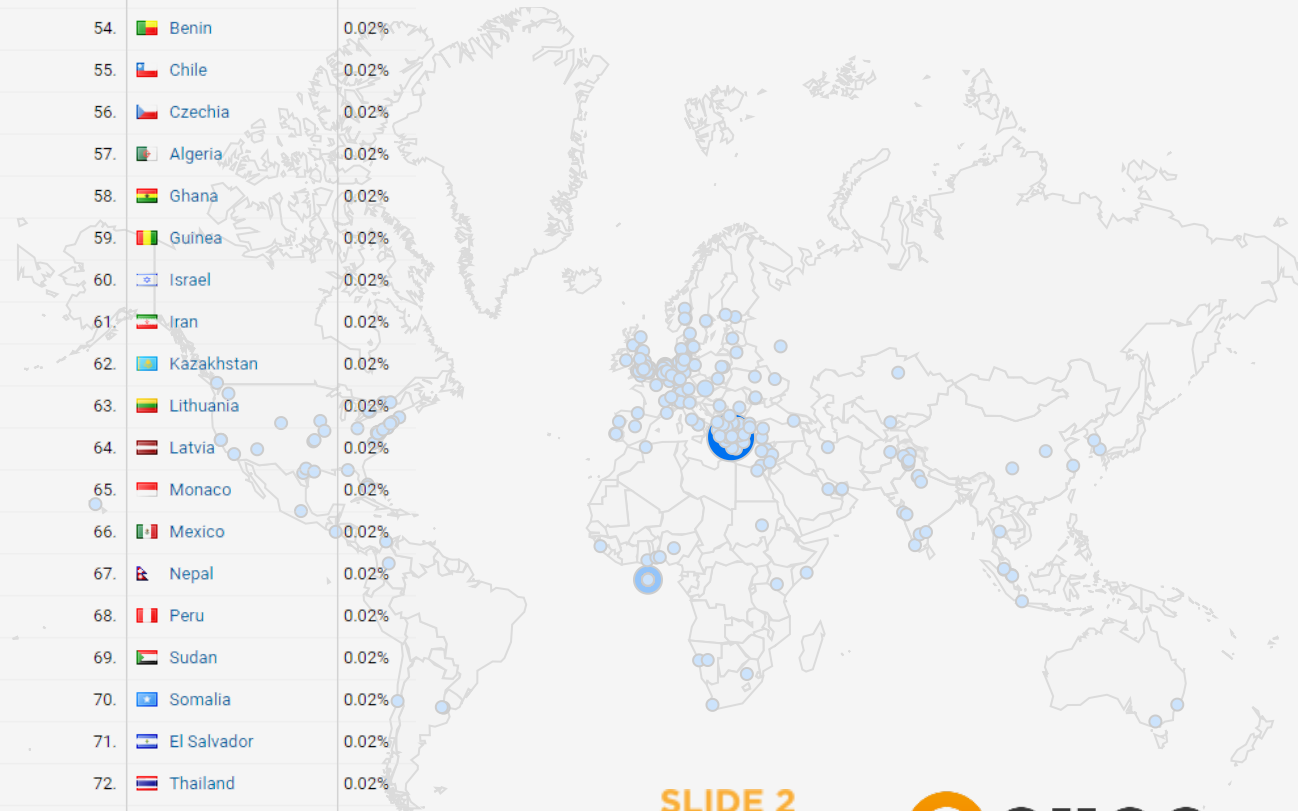 54. Benin 0.02%
55. Chile 0.02%
56. Czechia 0.02%
57. Algeria 0.02%
58. Ghana 0.02%
59. Guinea 0.02%
60. Israel 0.02%
61. Iran 0.02%
62. Kazakhstan 0.02%
63. Lithuania 0.02%
64. Latvia 0.02%
65. Monaco 0.02%
66. Mexico 0.02%
67. Nepal 0.02%
68. Peru 0.02%
69. Sudan 0.02%
70. Somalia 0.02%
71. El Salvador 0.02%
72. Thailand 0.02%
SLIDE 2